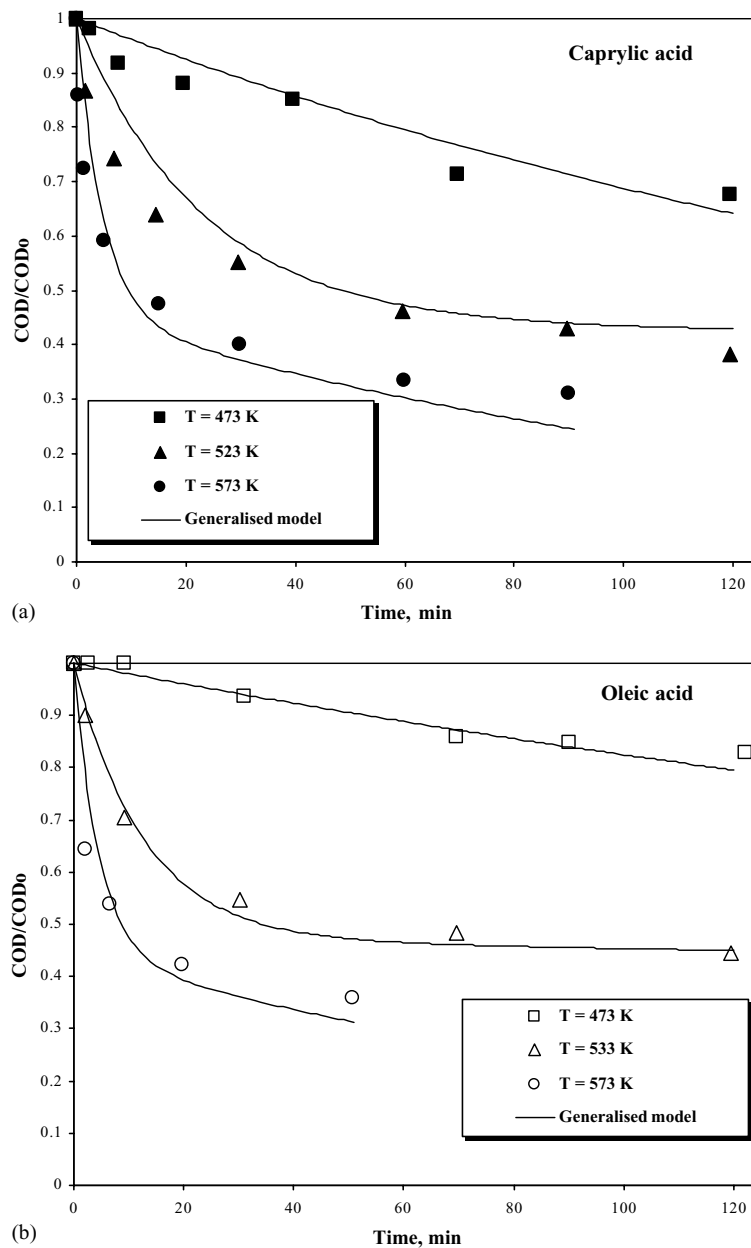 1
Caprylic acid
0.9
0.8
0.7
0.6
COD/CODo
0.5
0.4
0.3
T = 473 K
0.2
T = 523 K
T = 573 K
0.1
Generalised model
0
0 20 40 60 80 100 120
(a)
Time, min
1
Oleic acid
0.9
0.8
0.7
0.6
COD/CODo
0.5
0.4
0.3
T = 473 K
0.2
T = 533 K
T = 573 K
0.1
Generalised model
0
0 20 40 60 80 100 120
(b)
Time, min